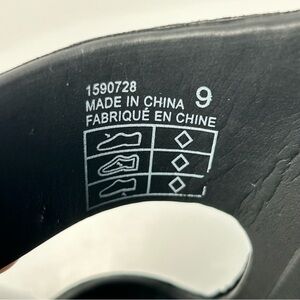 1590728
MADE IN CHINA 9
FABRIQUÉ EN CHINE